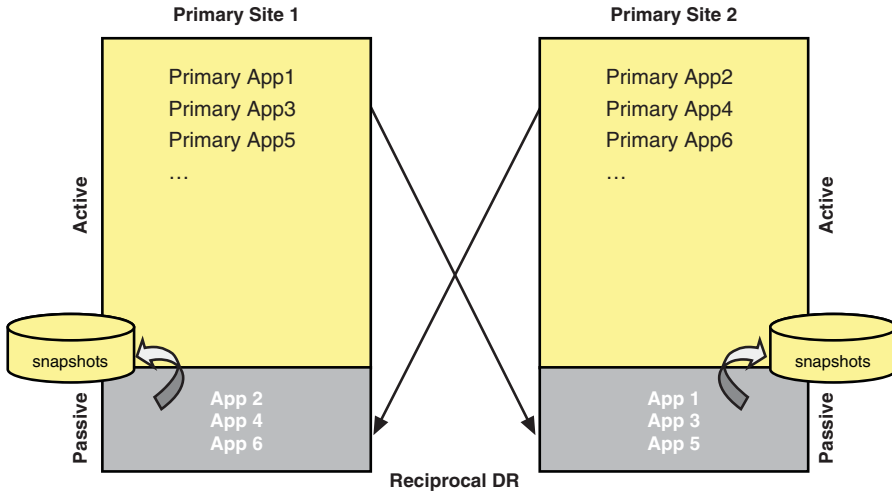 Primary Site 1
Primary Site 2
Primary App1
Primary App3
Primary App5
…
Primary App2
Primary App4
Primary App6
…
Active
Active
snapshots
snapshots
Passive
App 2
App 4
App 6
App 1
App 3
App 5
Passive
Reciprocal DR